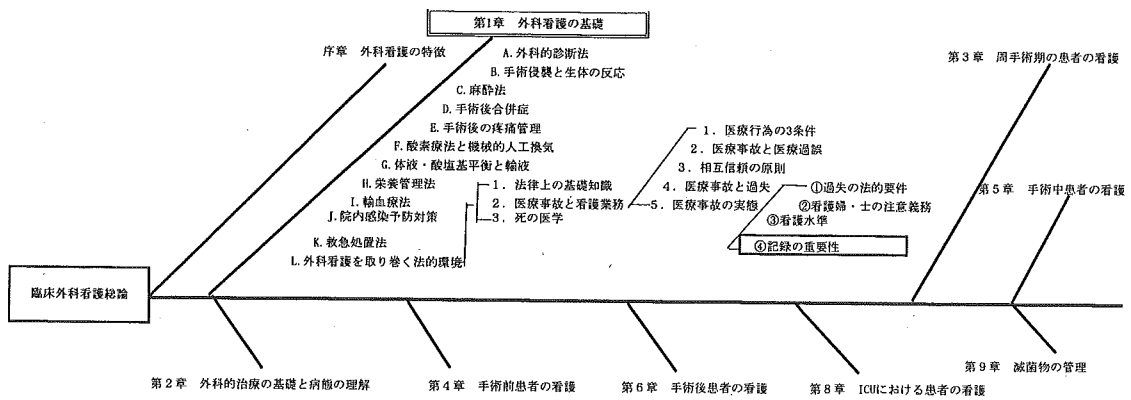 第1章 外科看護の基礎
序章 外科看護の特徴
第3章 周手術期の患者の看護
A.外科的診断法
B.手術侵襲と生体の反応
C.麻酔法
D.手術後合併症
E.手術後の疼痛管理
F.酸素療法と機械的人工換気
G.体液・酸塩基平衡と輸液
H.栄養管理法
I.輸血療法
J.院内感染予防対策
K.救急処置法
L.外科看護を取り巻く法的環境
1．法律上の基礎知識
2．医療事故と看護業務
3．死の医学
1．医療行為の3条件
2．医療事故と医療過誤
3．相互信頼の原則
4．医療事故と過失
5．医療事故の実態
①過失の法的要件
②看護婦・士の注意義務
③看護水準
④記録の重要性
第5章 手術中患者の看護
臨床外科看護総論
第2章 外科的治療の基礎と病態の理解
第4章 手術前患者の看護
第6章 手術後患者の看護
第8章 ICUにおける患者の看護
第9章 滅菌物の管理